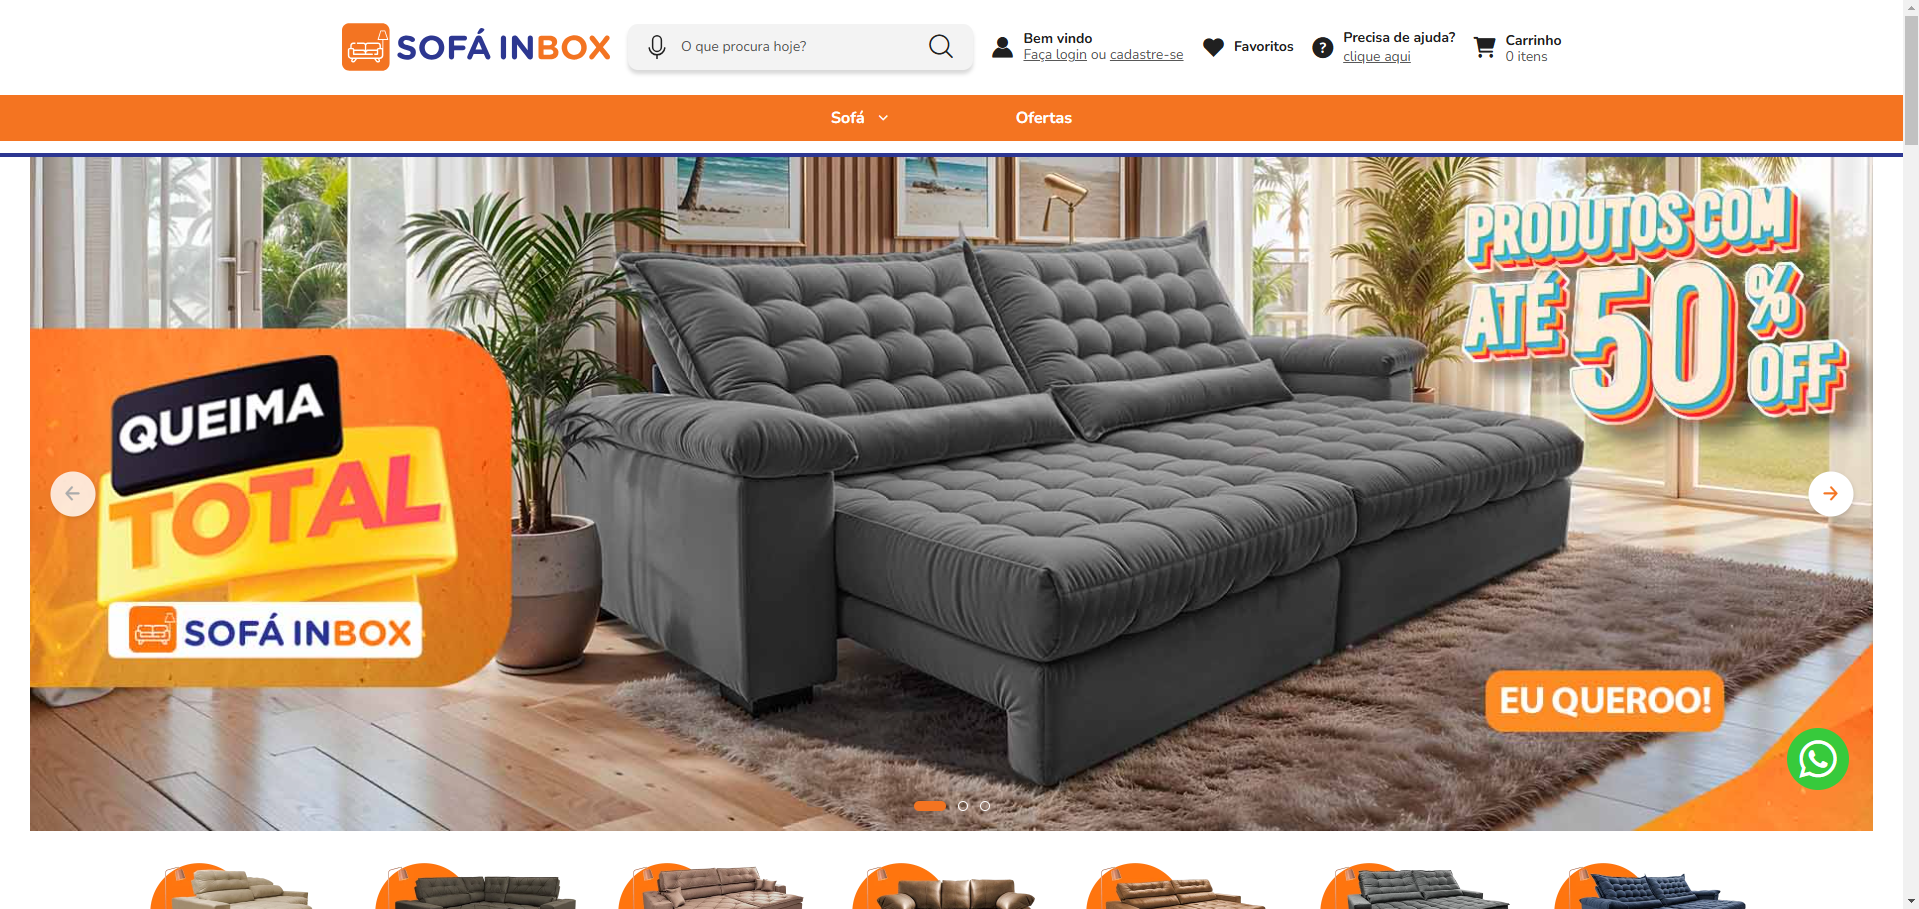 SOFÁ INBOX
O que procura hoje?
Bem vindo
Faça login ou cadastre-se
Favoritos
Precisa de ajuda?
clique aqui
Carrinho
0 itens
Sofá
Ofertas
PRODUTOS COM
ATÉ 50% OFF
QUEIMA
TOTAL
SOFÁ INBOX
EU QUEROO!